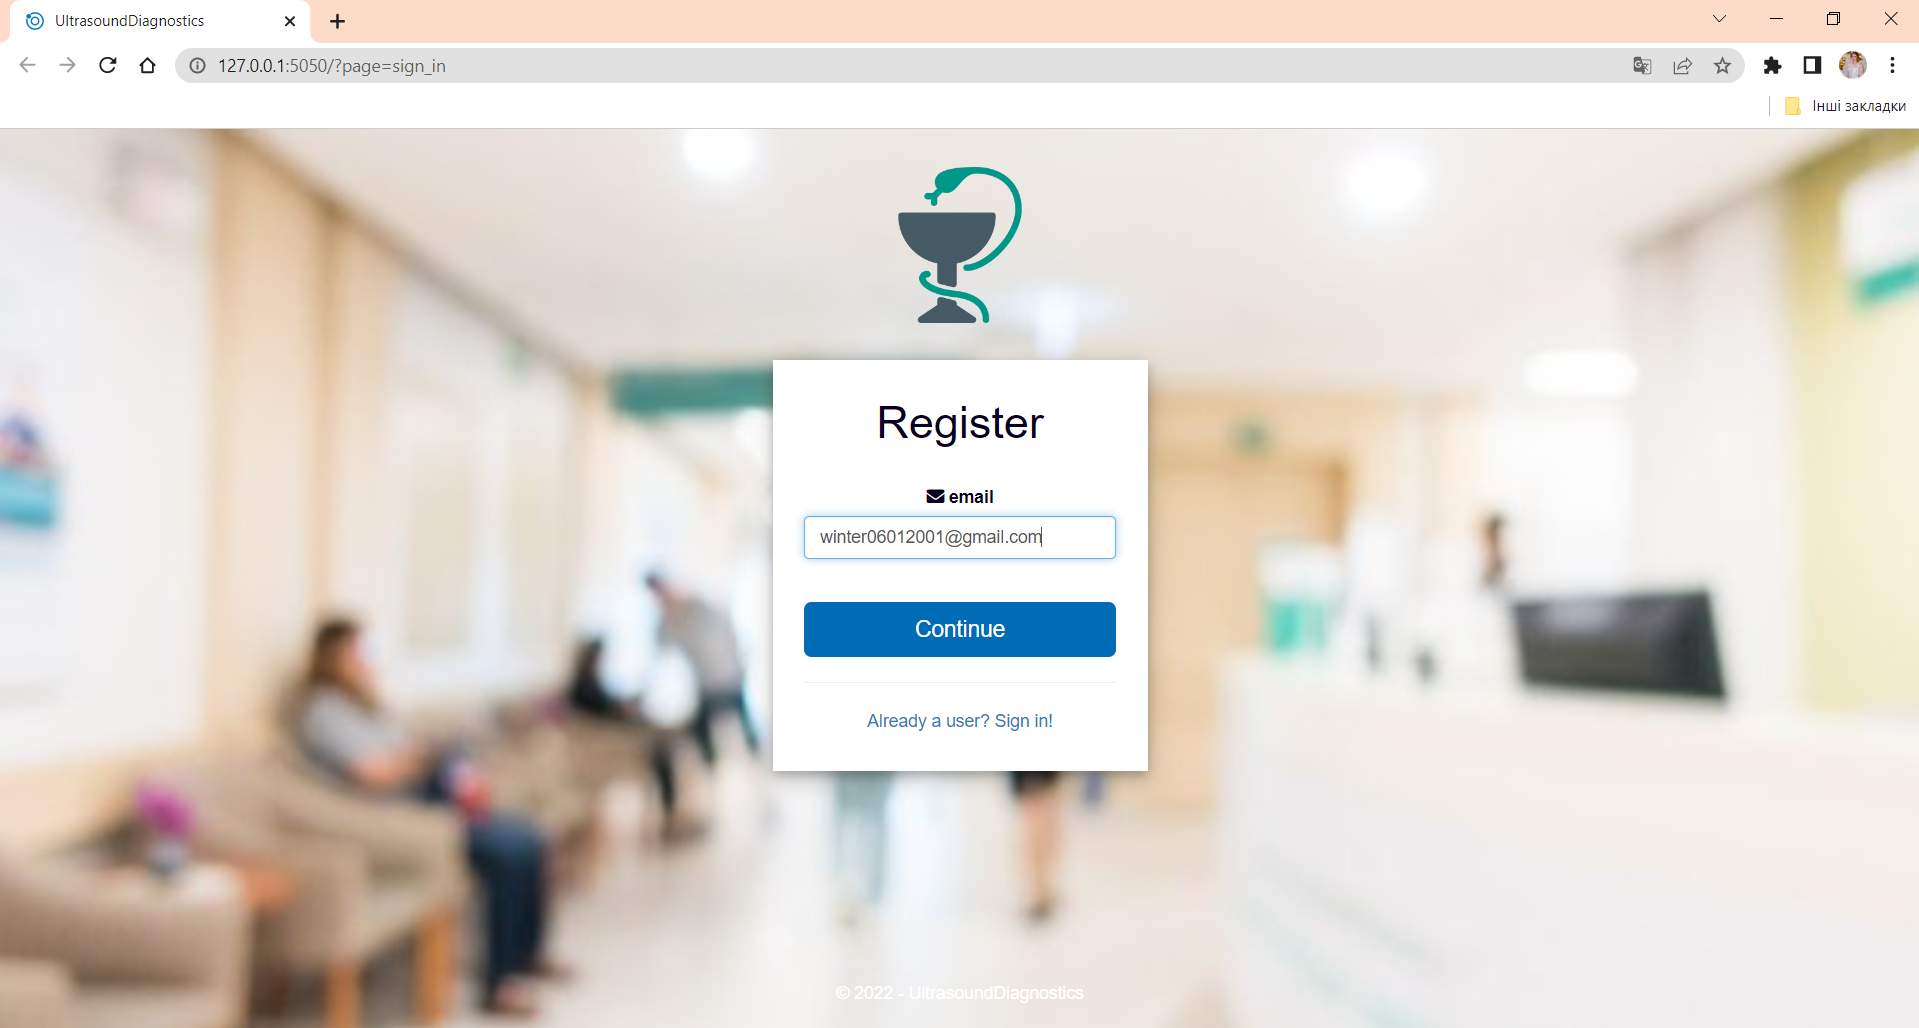 UltrasoundDiagnostics
127.0.0.1:5050/?page=sign_in
Інші закладки
Register
email
winter06012001@gmail.com
Continue
Already a user? Sign in!
© 2022 - UltrasoundDiagnostics